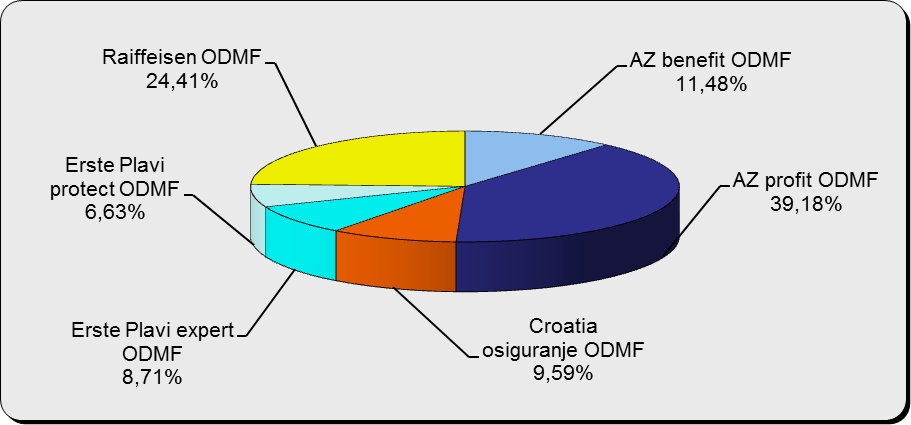 Raiffeisen ODMF
24,41%
AZ benefit ODMF
11,48%
Erste Plavi
protect ODMF
6,63%
AZ profit ODMF
39,18%
Erste Plavi expert
ODMF
8,71%
Croatia
osiguranje ODMF
9,59%